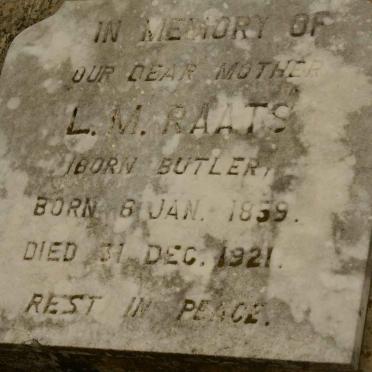 IN MEMORY OF
OUR DEAR MOTHER
L. M. RAATS
(BORN BUTLER)
BORN 8 JAN. 1859.
DIED 31 DEC. 1921.
REST IN PEACE.